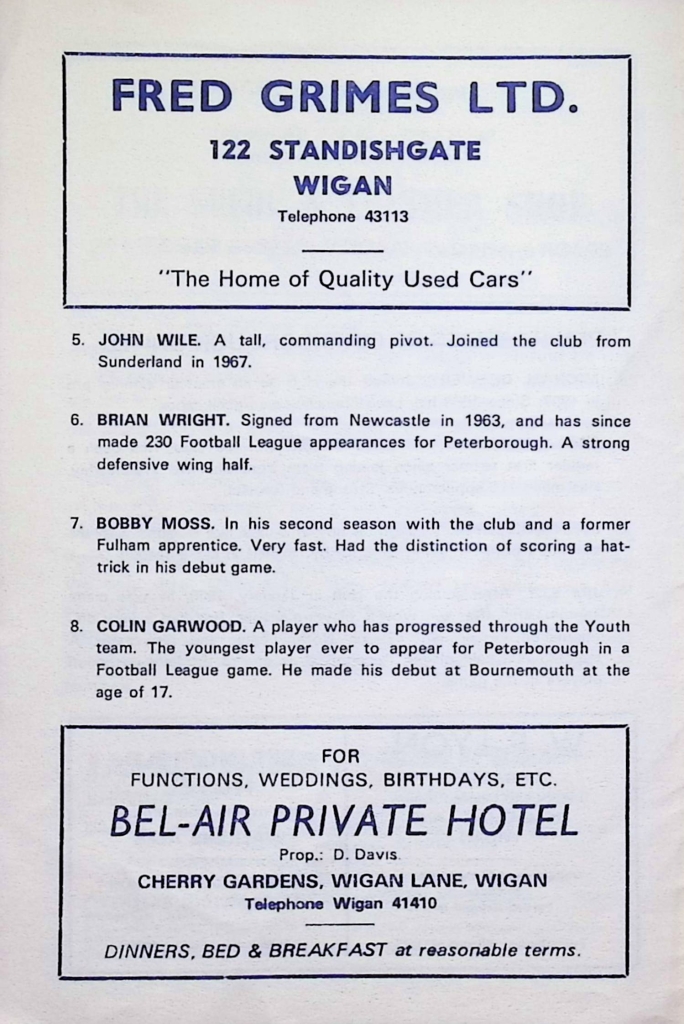 FRED GRIMES LTD.
122 STANDISHGATE
WIGAN
Telephone 43113
"The Home of Quality Used Cars"
5. JOHN WILE. A tall, commanding pivot. Joined the club from
Sunderland in 1967.
6. BRIAN WRIGHT. Signed from Newcastle in 1963, and has since
made 230 Football League appearances for Peterborough. A strong
defensive wing half.
7. BOBBY MOSS. In his second season with the club and a former
Fulham apprentice. Very fast. Had the distinction of scoring a hat-
trick in his debut game.
8. COLIN GARWOOD. A player who has progressed through the Youth
team. The youngest player ever to appear for Peterborough in a
Football League game. He made his debut at Bournemouth at the
age of 17.
FOR
FUNCTIONS, WEDDINGS, BIRTHDAYS, ETC.
BEL-AIR PRIVATE HOTEL
Prop.: D. Davis.
CHERRY GARDENS, WIGAN LANE, WIGAN
Telephone Wigan 41410
DINNERS, BED & BREAKFAST at reasonable terms.